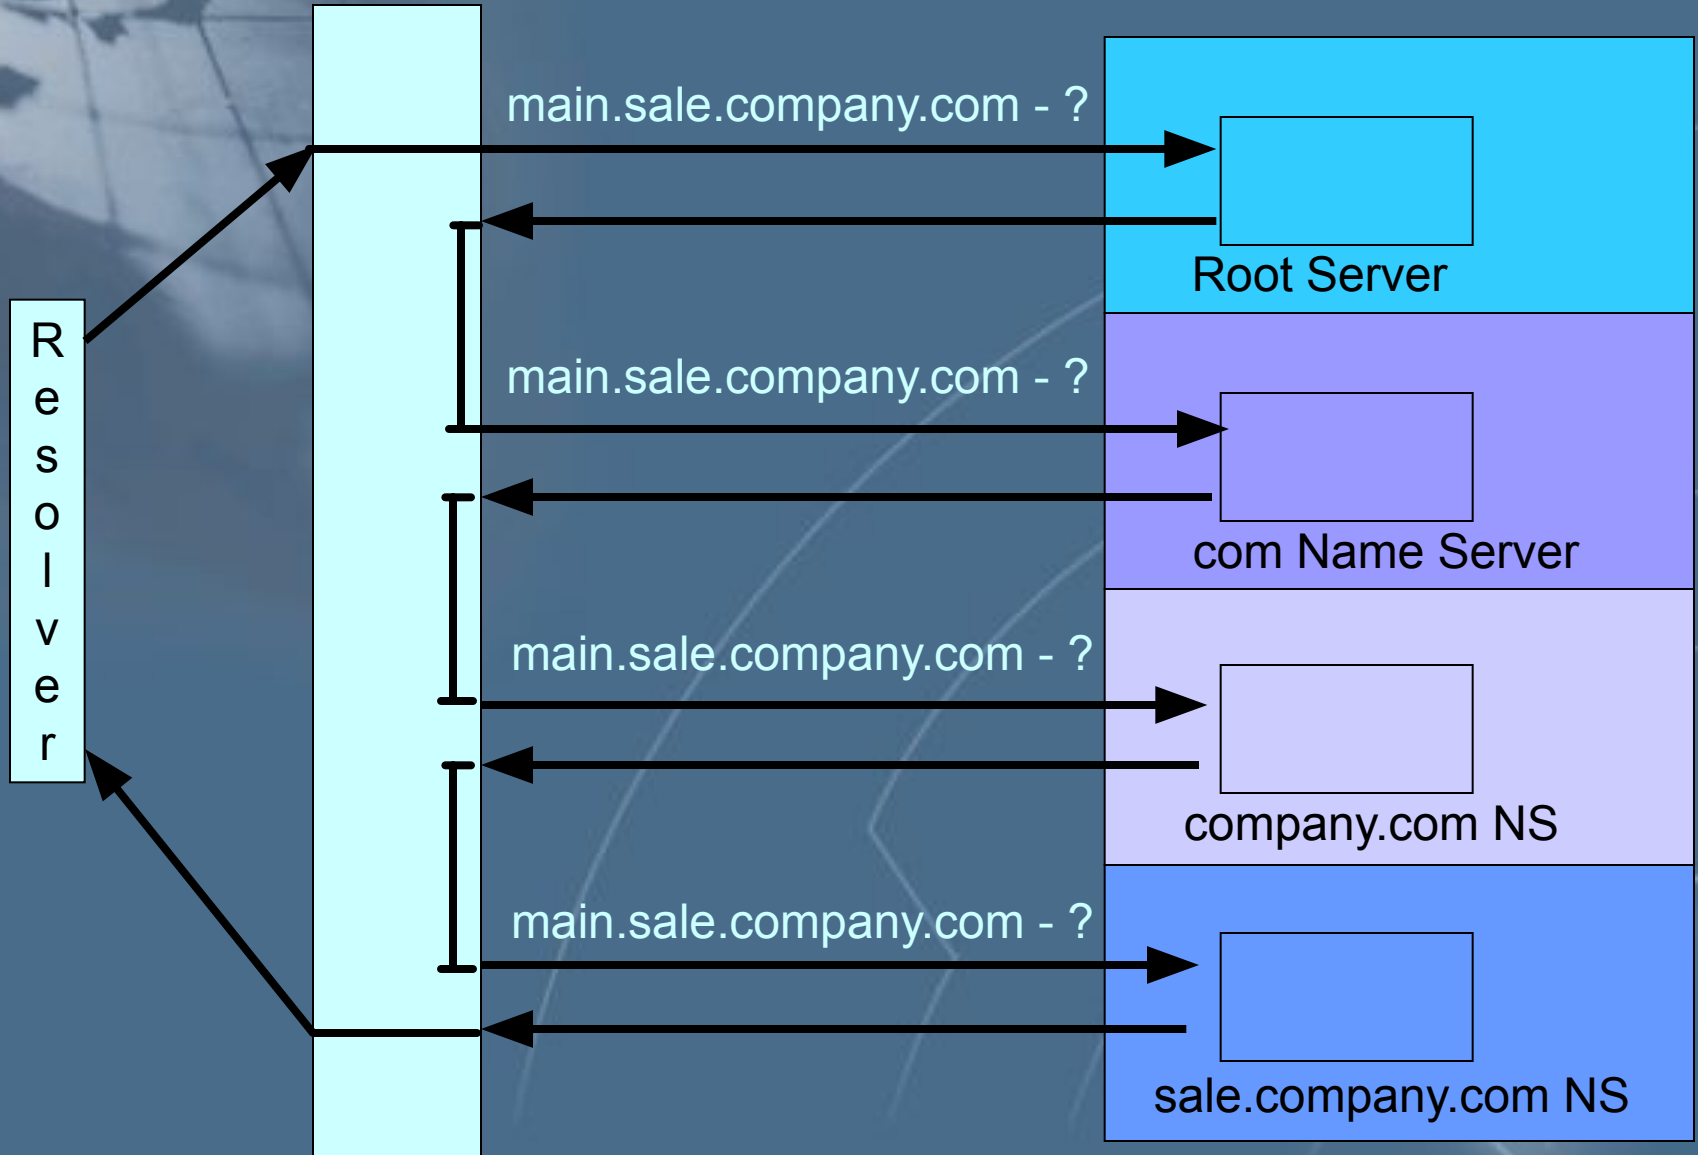 main.sale.company.com - ?
Root Server
Resolver
main.sale.company.com - ?
com Name Server
main.sale.company.com - ?
company.com NS
main.sale.company.com - ?
sale.company.com NS